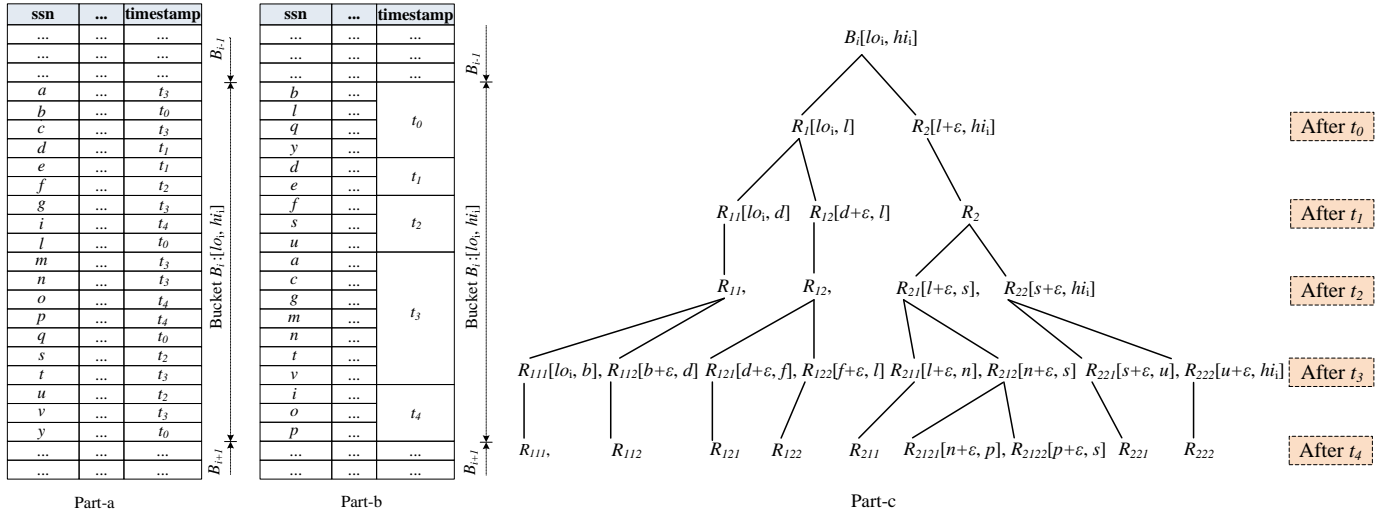 ssn ... timestamp
... ... ...
... ... ...
... ... ...
a ... t3
b ... t0
c ... t3
d ... t1
e ... t1
f ... t2
g ... t3
i ... t4
l ... t0
m ... t3
n ... t3
o ... t4
p ... t4
q ... t0
s ... t2
t ... t3
u ... t2
v ... t3
y ... t0
... ... ...
... ... ...
Bi-1
Bucket Bi:[loi, hii]
Bi+1
Part-a
ssn ... timestamp
... ... ...
... ... ...
... ... ...
b ... t0
l ...
q ...
y ...
d ... t1
e ...
f ... t2
s ...
u ...
a ... t3
c ...
g ...
m ...
n ...
t ...
v ...
i ... t4
o ...
p ...
... ... ...
... ... ...
Bi-1
Bucket Bi:[loi, hii]
Bi+1
Part-b
Bi[loi, hii]
R1[loi, l] R2[l+ε, hii] After t0
R11[loi, d] R12[d+ε, l] R2 After t1
R11, R12, R21[l+ε, s], R22[s+ε, hii] After t2
R111[loi, b], R112[b+ε, d] R121[d+ε, f], R122[f+ε, l] R211[l+ε, n], R212[n+ε, s] R221[s+ε, u], R222[u+ε, hii] After t3
R111, R112 R121 R122 R211 R2121[n+ε, p], R2122[p+ε, s] R221 R222 After t4
Part-c